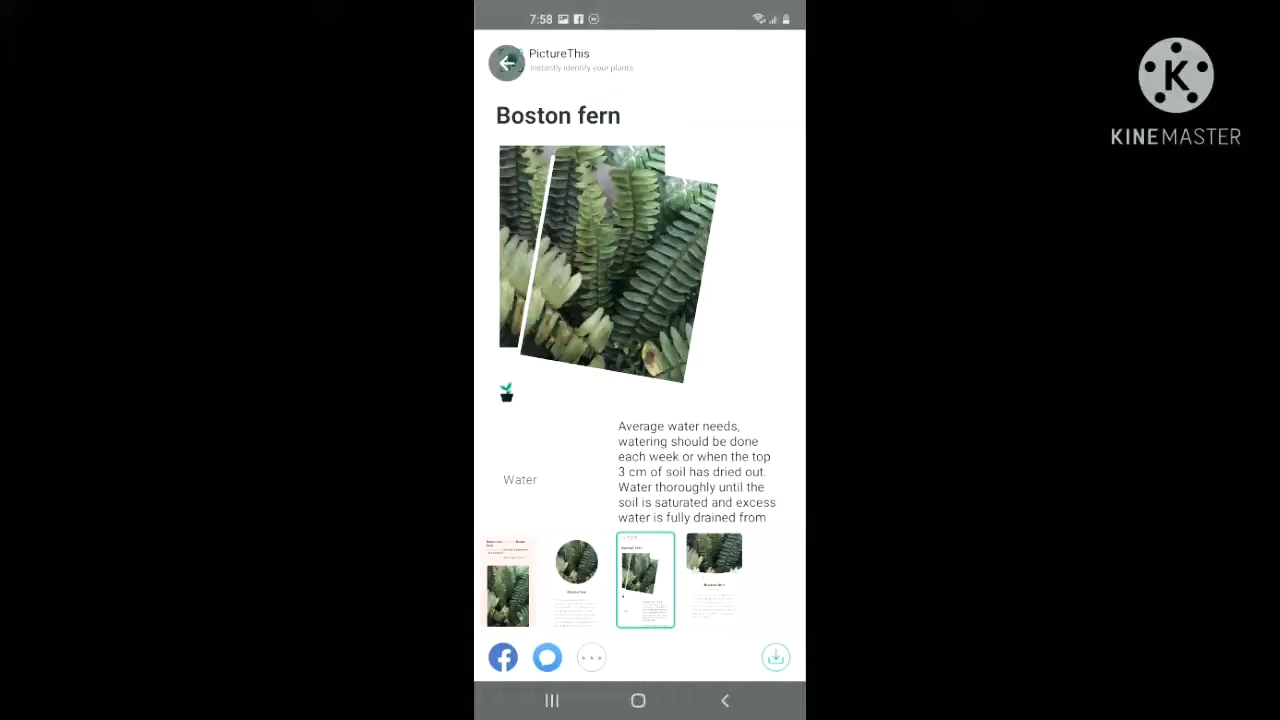 7:58
PictureThis
Instantly identify your plants
Boston fern
KINEMASTER
Average water needs,
watering should be done
each week or when the top
3 cm of soil has dried out.
Water
Water thoroughly until the
soil is saturated and excess
water is fully drained from